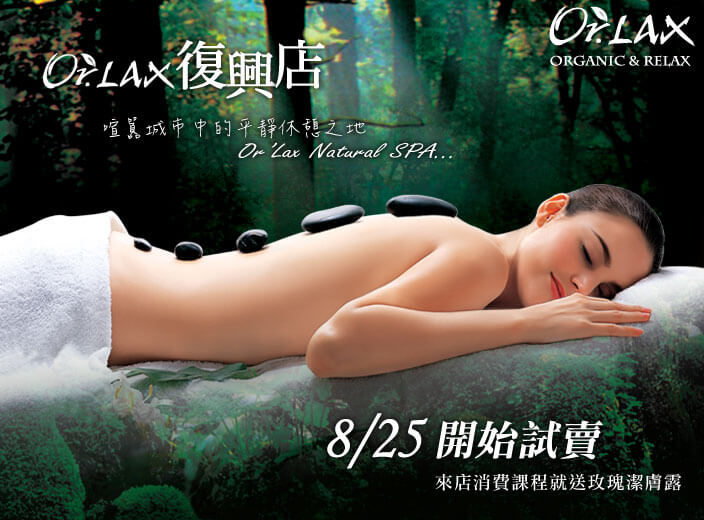 Or.LAX
ORGANIC & RELAX
Or.LAX復興店
喧囂城市中的平靜休憩之地
Or'Lax Natural SPA...
8/25 開始試賣
來店消費課程就送玫瑰潔膚露